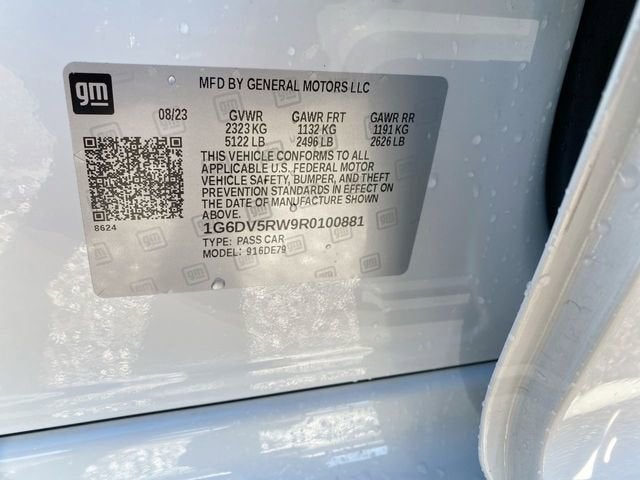 gm
MFD BY GENERAL MOTORS LLC
08/23 GVWR GAWR FRT GAWR RR
2323 KG 1132 KG 1191 KG
5122 LB 2496 LB 2626 LB
THIS VEHICLE CONFORMS TO ALL
APPLICABLE U.S. FEDERAL MOTOR
VEHICLE SAFETY, BUMPER, AND THEFT
PREVENTION STANDARDS IN EFFECT ON
THE DATE OF MANUFACTURE SHOWN
ABOVE.
8624
1G6DV5RW9R0100881
TYPE: PASS CAR
MODEL: 916DE79